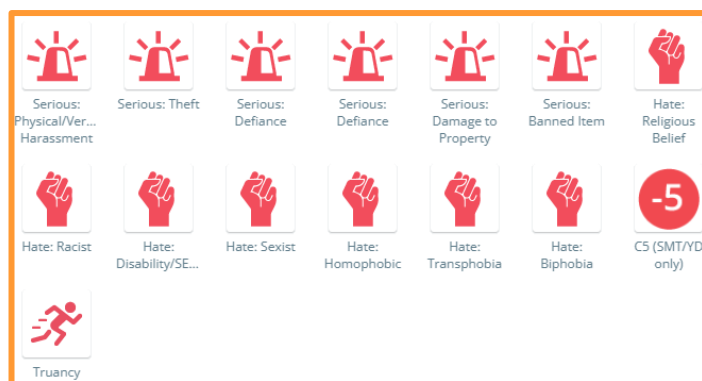 Serious:
Physical/Ver...
Harassment
Serious: Theft
Serious:
Defiance
Serious:
Defiance
Serious:
Damage to
Property
Serious:
Banned Item
Hate:
Religious
Belief
Hate: Racist
Hate:
Disability/SE...
Hate: Sexist
Hate:
Homophobic
Hate:
Transphobia
Hate:
Biphobia
-5
C5 (SMT/YD
only)
Truancy